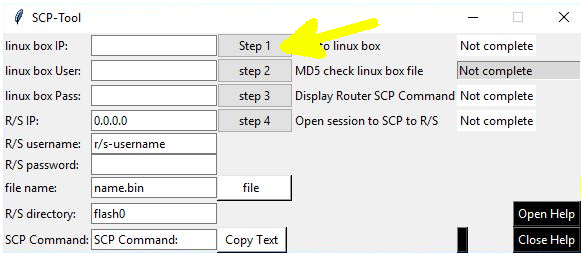 SCP-Tool
linux box IP: Step 1 to linux box Not complete
linux box User: step 2 MD5 check linux box file Not complete
linux box Pass: step 3 Display Router SCP Command Not complete
R/S IP: 0.0.0.0 step 4 Open session to SCP to R/S Not complete
R/S username: r/s-username
R/S password:
file name: name.bin file
R/S directory: flash0 Open Help
SCP Command: SCP Command: Copy Text Close Help